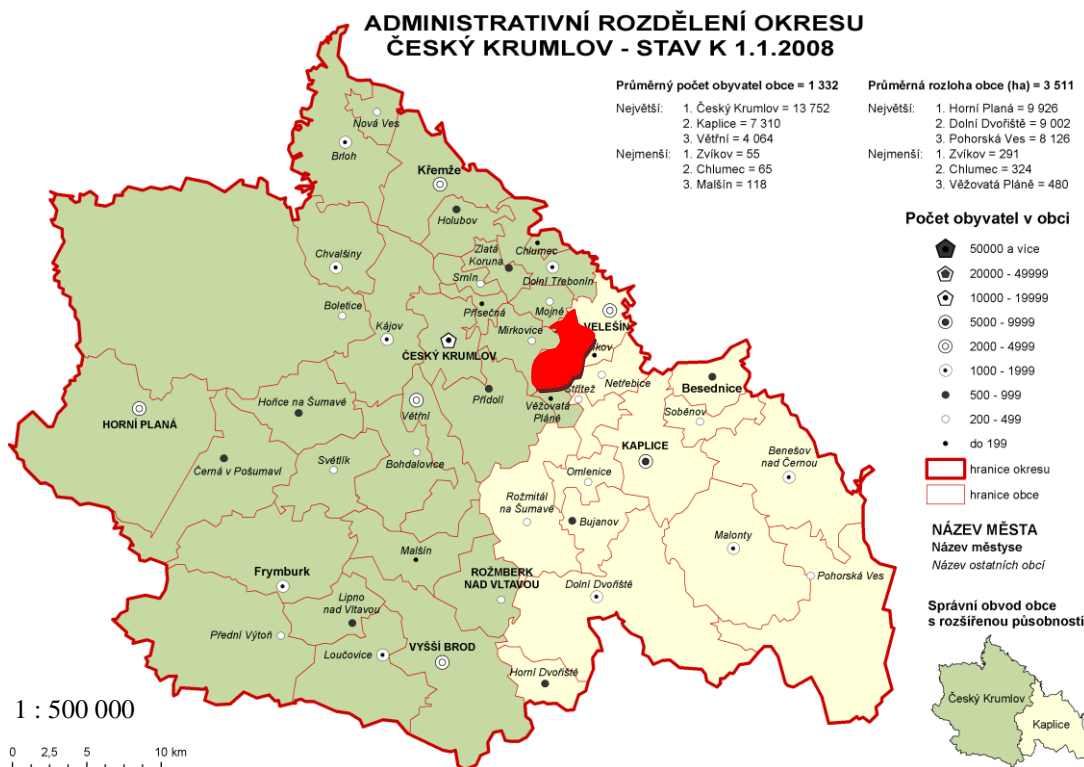 ADMINISTRATIVNÍ ROZDĚLENÍ OKRESU
ČESKÝ KRUMLOV - STAV K 1.1.2008
Průměrný počet obyvatel obce = 1 332
Největší: 1. Český Krumlov = 13 752
2. Kaplice = 7 310
3. Větřní = 4 064
Nejmenší: 1. Zvíkov = 55
2. Chlumec = 65
3. Malšín = 118
Průměrná rozloha obce (ha) = 3 511
Největší: 1. Horní Planá = 9 926
2. Dolní Dvořiště = 9 002
3. Pohorská Ves = 8 126
Nejmenší: 1. Zvíkov = 291
2. Chlumec = 324
3. Věžovatá Pláně = 480
Počet obyvatel v obci
50000 a více
20000 - 49999
10000 - 19999
5000 - 9999
2000 - 4999
1000 - 1999
500 - 999
200 - 499
do 199
hranice okresu
hranice obce
NÁZEV MĚSTA
Název městyse
Název ostatních obcí
Správní obvod obce
s rozšířenou působností
Český Krumlov
Kaplice
Nová Ves
Brloh
Křemže
Holubov
Chvalšiny
Zlatá
Koruna
Chlumec
Srnín
Dolní Třebonín
Boletice
Přísečná
Mojné
Kájov
Mirkovice
VELEŠÍN
ČESKÝ KRUMLOV
Netřebice
Besednice
Přídolí
Střítež
Hořice na Šumavě
Větřní
Věžovatá
Pláně
Soběnov
HORNÍ PLANÁ
KAPLICE
Černá v Pošumaví
Světlík
Bohdalovice
Omlenice
Benešov
nad Černou
Rožmitál
na Šumavě
Bujanov
Malonty
Malšín
Frymburk
ROŽMBERK
NAD VLTAVOU
Dolní Dvořiště
Pohorská Ves
Lipno
nad Vltavou
Přední Výtoň
Loučovice
VYŠŠÍ BROD
Horní Dvořiště
1 : 500 000
0 2,5 5 10 km